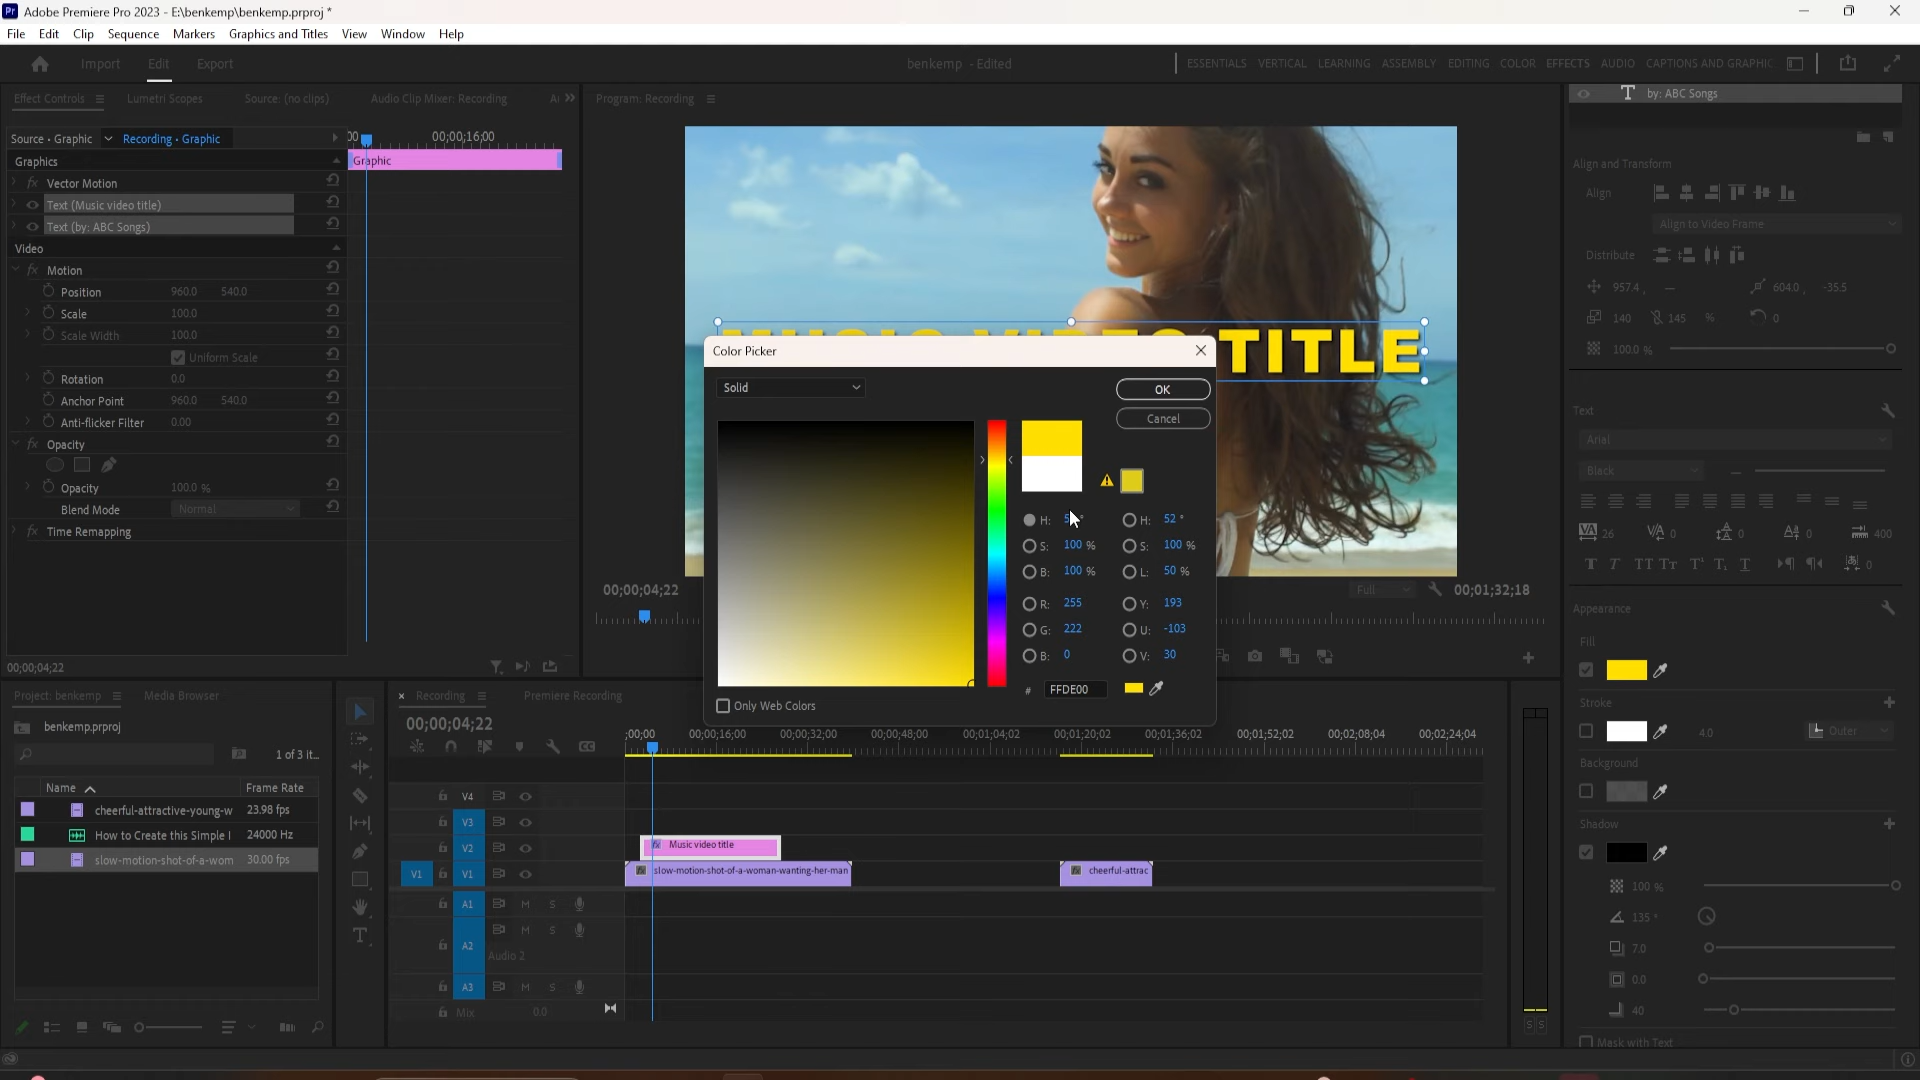 Adobe Premiere Pro 2023 - E:\benkemp\benkemp.prproj *
File Edit Clip Sequence Markers Graphics and Titles View Window Help
Import Edit Export
benkemp - Edited
ESSENTIALS VERTICAL LEARNING ASSEMBLY EDITING COLOR EFFECTS AUDIO CAPTIONS AND GRAPHIC
Effect Controls Lumetri Scopes Source: (no clips) Audio Clip Mixer: Recording
Program: Recording
by: ABC Songs
Source • Graphic Recording • Graphic
00;00;16;00
Graphics
Graphic
Vector Motion
Text (Music video title)
Text (by: ABC Songs)
Video
Motion
Position 960.0 540.0
Scale 100.0
Scale Width 100.0
Uniform Scale
Rotation 0.0
Anchor Point 960.0 540.0
Anti-flicker Filter 0.00
Opacity
Opacity 100.0 %
Blend Mode Normal
Time Remapping
00;00;04;22
MUSIC VIDEO TITLE
00;00;04;22
Full
00;01;32;18
Color Picker
Solid
OK
Cancel
H: H: 52 °
S: 100 % S: 100 %
B: 100 % L: 50 %
R: 255 Y: 193
G: 222 U: -103
B: 0 V: 30
# FFDE00
Only Web Colors
Align and Transform
Align
Align to Video Frame
Distribute
957.4 , — 604.0 , -35.5
140 145 % 0
100.0 %
Text
Arial
Black
26 0 0 0 400
0
Appearance
Fill
Stroke
4.0 Outer
Background
Shadow
100 %
135 °
7.0
0.0
40
Mask with Text
Project: benkemp Media Browser
benkemp.prproj
1 of 3 it...
Name Frame Rate
cheerful-attractive-young-w 23.98 fps
How to Create this Simple I 24000 Hz
slow-motion-shot-of-a-wom 30.00 fps
Recording Premiere Recording
00;00;04;22
;00;00 00;00;16;00 00;00;32;00 00;00;48;00 00;01;04;02 00;01;20;02 00;01;36;02 00;01;52;02 00;02;08;04 00;02;24;04
V4
V3
V2 Music video title
V1 V1 slow-motion-shot-of-a-woman-wanting-her-man cheerful-attrac
A1 M S
A2 M S
Audio 2
A3 M S
Mix 0.0
S S